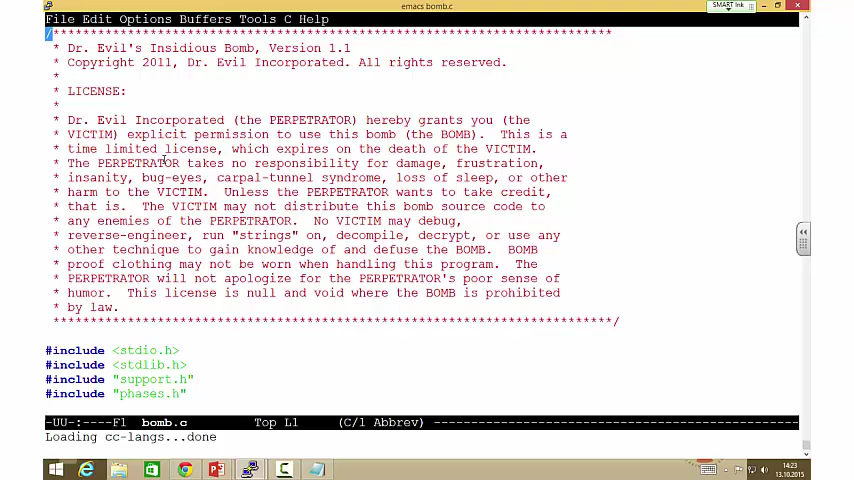 emacs bomb.c
SMART Ink
File Edit Options Buffers Tools C Help
/*****************************************************************************
* Dr. Evil's Insidious Bomb, Version 1.1
* Copyright 2011, Dr. Evil Incorporated. All rights reserved.
*
* LICENSE:
*
* Dr. Evil Incorporated (the PERPETRATOR) hereby grants you (the
* VICTIM) explicit permission to use this bomb (the BOMB).  This is a
* time limited license, which expires on the death of the VICTIM.
* The PERPETRATOR takes no responsibility for damage, frustration,
* insanity, bug-eyes, carpal-tunnel syndrome, loss of sleep, or other
* harm to the VICTIM.  Unless the PERPETRATOR wants to take credit,
* that is.  The VICTIM may not distribute this bomb source code to
* any enemies of the PERPETRATOR.  No VICTIM may debug,
* reverse-engineer, run "strings" on, decompile, decrypt, or use any
* other technique to gain knowledge of and defuse the BOMB.  BOMB
* proof clothing may not be worn when handling this program.  The
* PERPETRATOR will not apologize for the PERPETRATOR's poor sense of
* humor.  This license is null and void where the BOMB is prohibited
* by law.
*****************************************************************************/
#include <stdio.h>
#include <stdlib.h>
#include "support.h"
#include "phases.h"
-UU-:----F1  bomb.c  Top L1  (C/l Abbrev) ------------------------------------------------
Loading cc-langs...done
14:23
13.10.2015